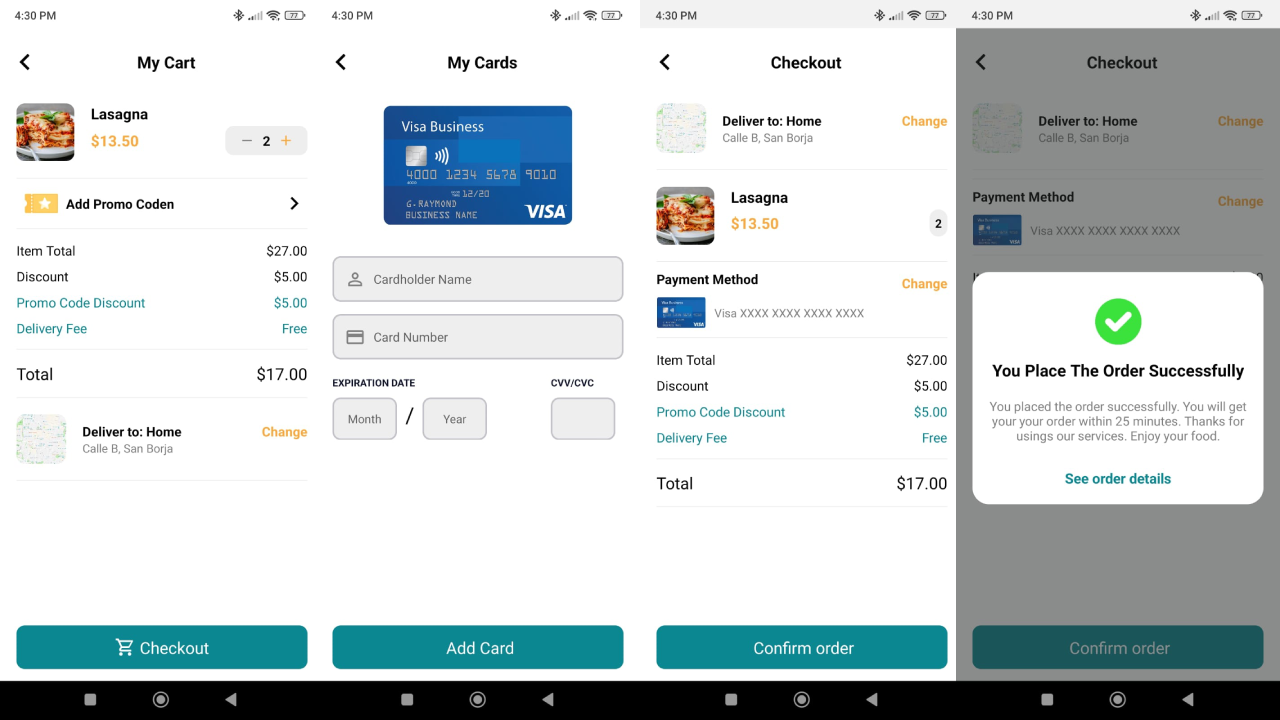 4:30 PM
77
My Cart
Lasagna
$13.50
2
Add Promo Coden
Item Total $27.00
Discount $5.00
Promo Code Discount $5.00
Delivery Fee Free
Total $17.00
Deliver to: Home
Change
Calle B, San Borja
Checkout
4:30 PM
77
My Cards
Visa Business
4000 1234 5678 9010
4000
12/20
G.RAYMOND
BUSINESS NAME
VISA
Cardholder Name
Card Number
EXPIRATION DATE CVV/CVC
Month / Year
Add Card
4:30 PM
77
Checkout
Deliver to: Home
Change
Calle B, San Borja
Lasagna
$13.50
2
Payment Method
Change
Visa Business
VISA
Visa XXXX XXXX XXXX XXXX
Item Total $27.00
Discount $5.00
Promo Code Discount $5.00
Delivery Fee Free
Total $17.00
Confirm order
4:30 PM
77
Checkout
Deliver to: Home
Change
Calle B, San Borja
Payment Method
Change
Visa XXXX XXXX XXXX XXXX
You Place The Order Successfully
You placed the order successfully. You will get
your your order within 25 minutes. Thanks for
usings our services. Enjoy your food.
See order details
Confirm order